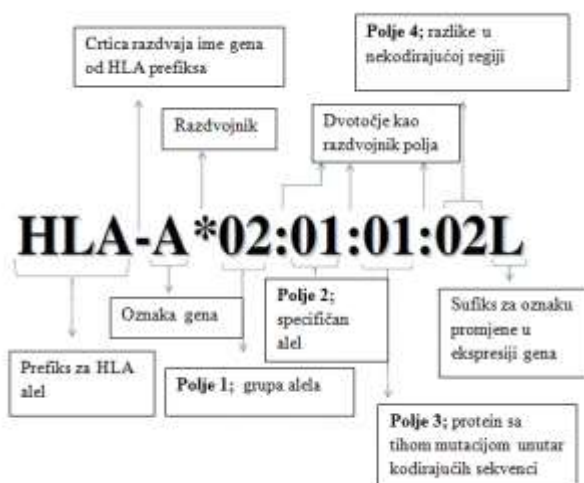 Crtica razdvaja ime gena
od HLA prefiksa
Polje 4; razlike u
nekodirajućoj regiji
Razdvojnik
Dvotočje kao
razdvojnik polja
HLA-A*02:01:01:02L
Oznaka gena
Polje 2;
specifičan
alel
Sufiks za oznaku
promjene u
ekspresiji gena
Prefiks za HLA
alel
Polje 1; grupa alela
Polje 3; protein sa
tihom mutacijom unutar
kodirajućih sekvenci